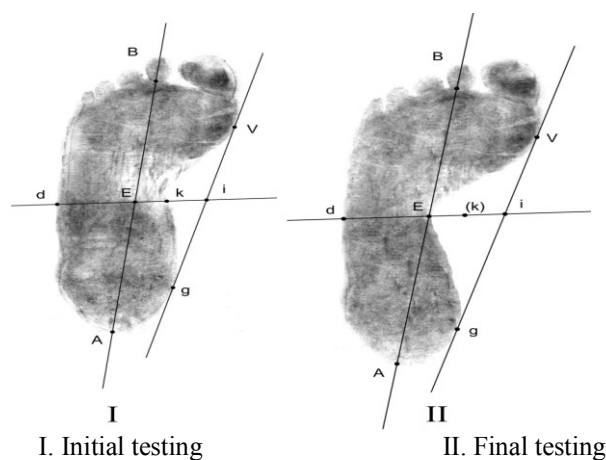 B B
V V
d E k i d E (k) i
g g
A A
I II
I. Initial testing II. Final testing